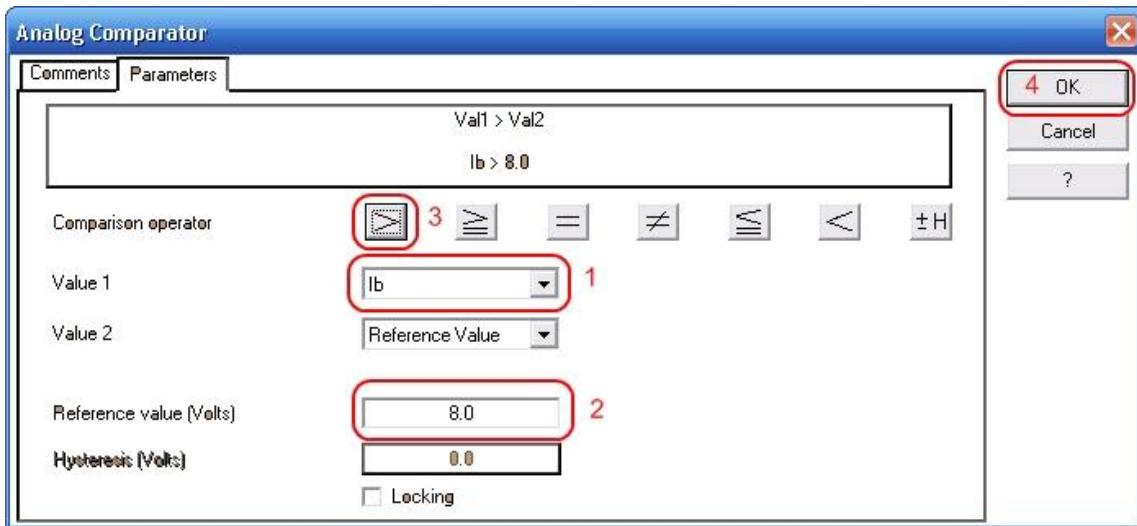 Analog Comparator
Comments Parameters
4 OK
Val1 > Val2
Cancel
Ib > 8.0
?
Comparison operator > 3 ≧ = ≠ ≦ < ±H
Value 1 Ib 1
Value 2 Reference Value
Reference value (Volts) 8.0 2
Hysteresis (Volts) 0.0
Locking